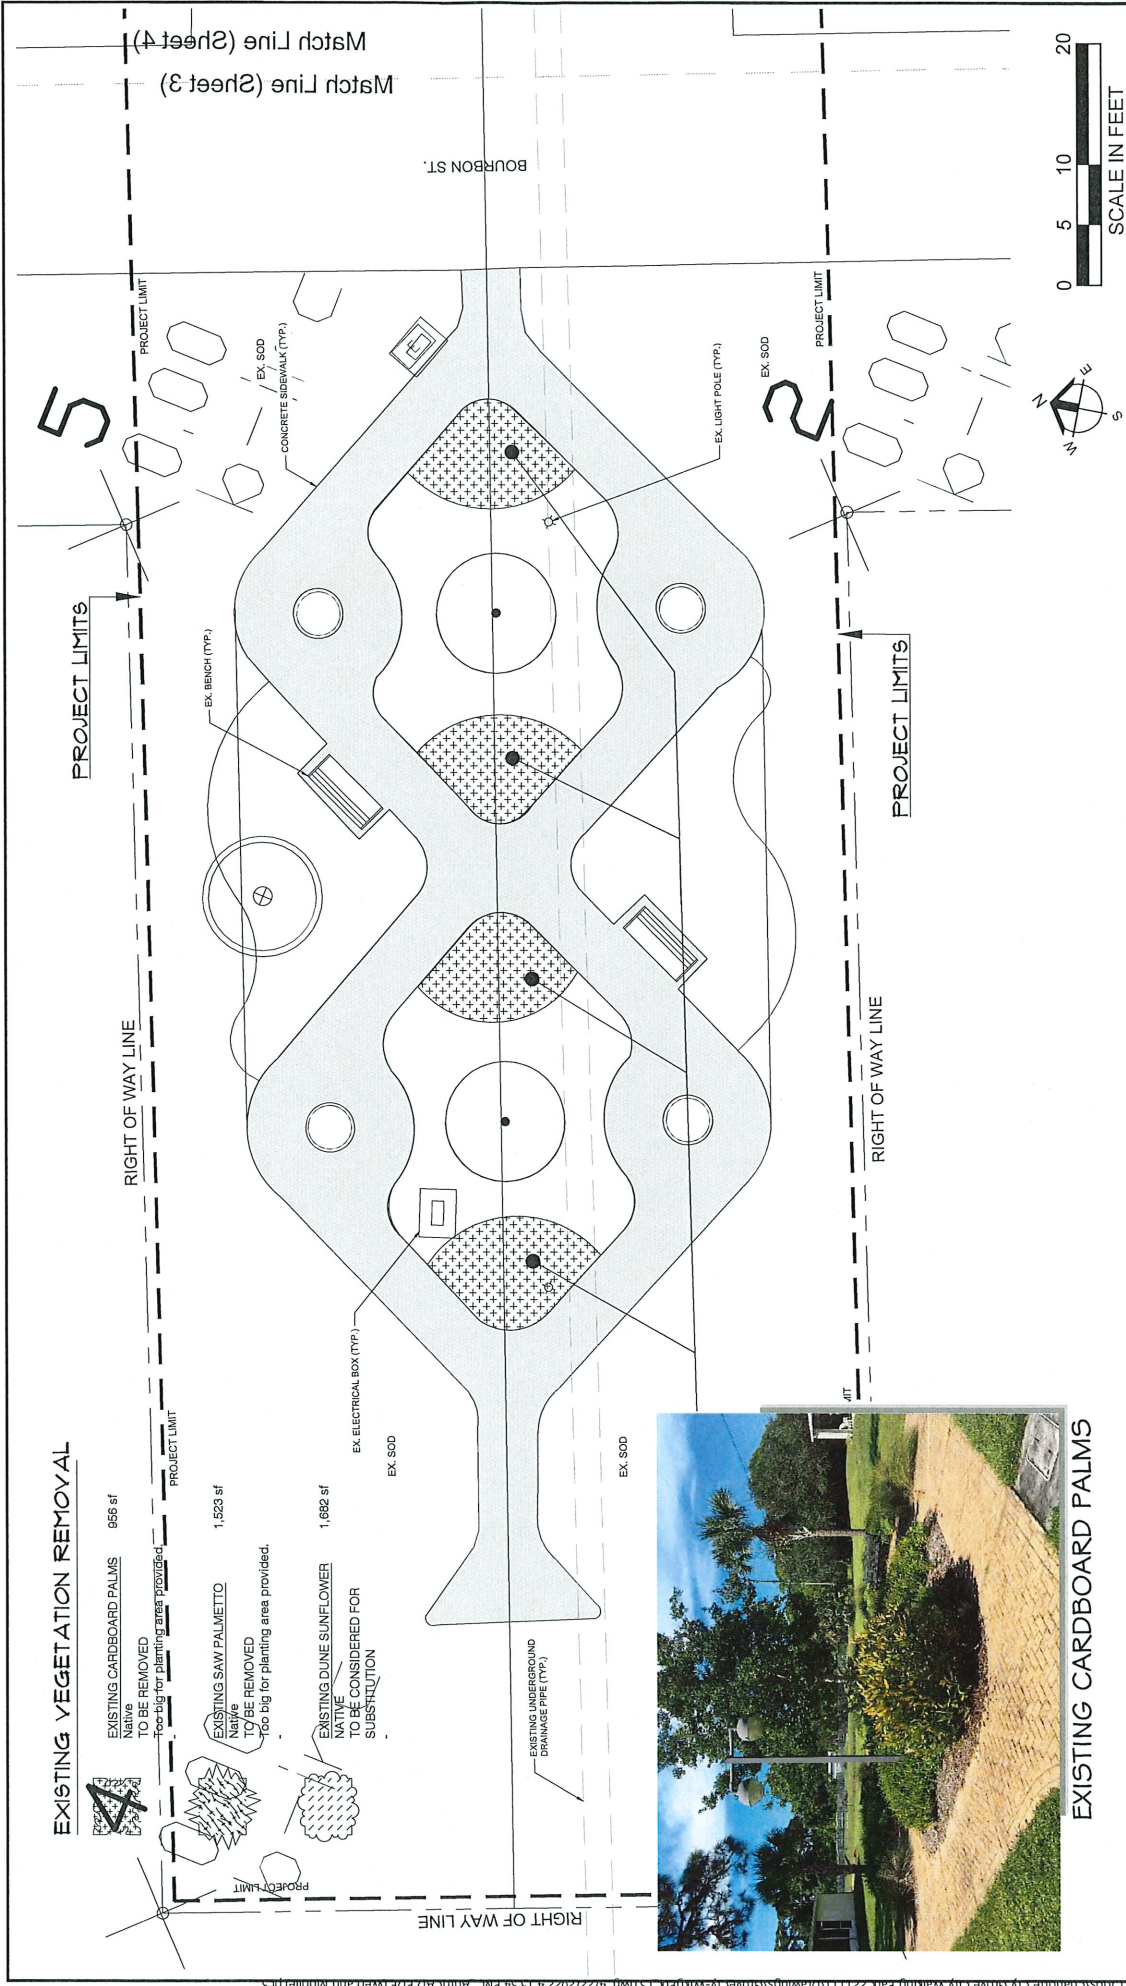 EXISTING VEGETATION REMOVAL
EXISTING CARDBOARD PALMS 956 sf
Native
TO BE REMOVED
Too big for planting area provided.
EXISTING SAW PALMETTO 1,523 sf
Native
TO BE REMOVED
Too big for planting area provided.
EXISTING DUNE SUNFLOWER 1,682 sf
NATIVE
TO BE CONSIDERED FOR
SUBSTITUTION
4
PROJECT LIMIT
RIGHT OF WAY LINE
PROJECT LIMITS
5
PROJECT LIMIT
Match Line (Sheet 4)
Match Line (Sheet 3)
BOURBON ST.
EX. SOD
CONCRETE SIDEWALK (TYP.)
EX. BENCH (TYP.)
EX. ELECTRICAL BOX (TYP.)
EX. SOD
E
EX. LIGHT POLE (TYP.)
EX. SOD
2
PROJECT LIMIT
EXISTING UNDERGROUND
DRAINAGE PIPE (TYP.)
EX. SOD
PROJECT LIMIT
RIGHT OF WAY LINE
RIGHT OF WAY LINE
PROJECT LIMITS
MIT
N
E
S
W
0 5 10 20
SCALE IN FEET
EXISTING CARDBOARD PALMS